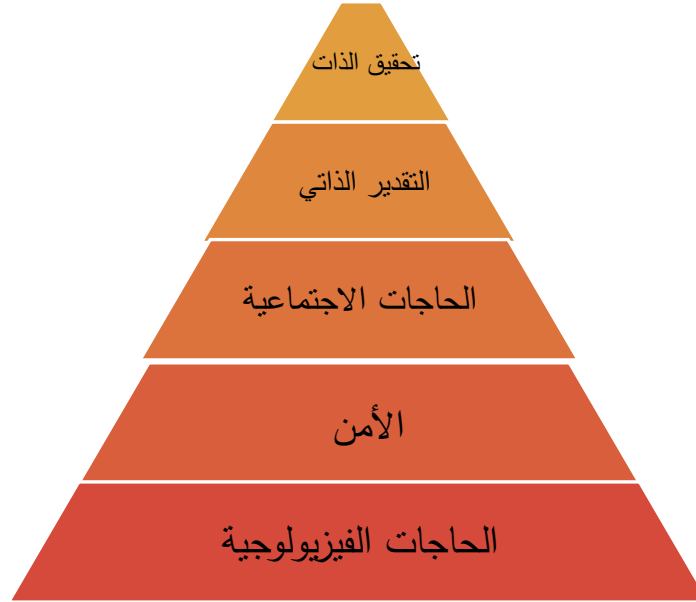 تحقيق الذات
التقدير الذاتي
الحاجات الاجتماعية
الأمن
الحاجات الفيزيولوجية